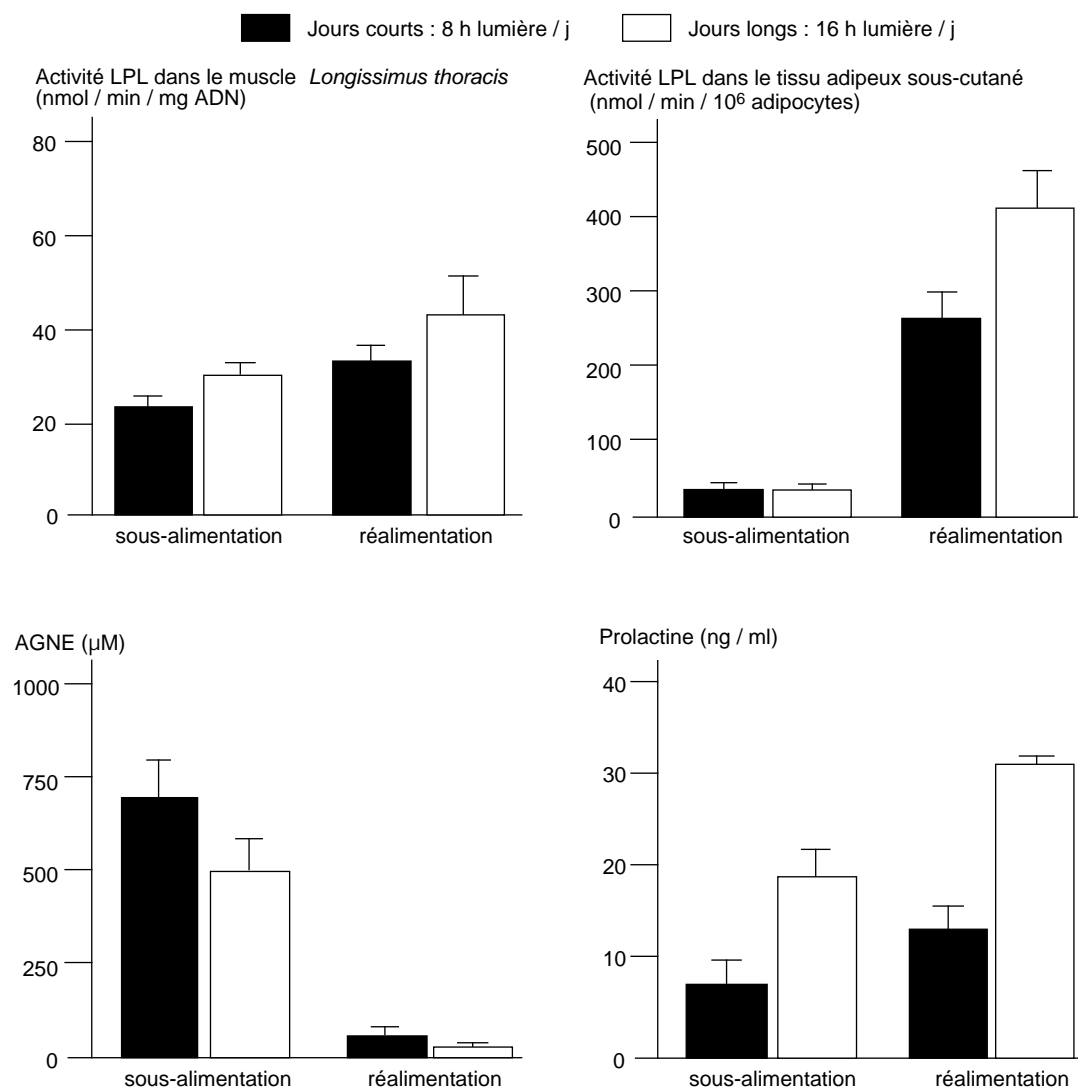 Jours courts : 8 h lumière / j
Jours longs : 16 h lumière / j
Activité LPL dans le muscle Longissimus thoracis
(nmol / min / mg ADN)
80
60
40
20
0
sous-alimentation
réalimentation
Activité LPL dans le tissu adipeux sous-cutané
(nmol / min / 10⁶ adipocytes)
500
400
300
200
100
0
sous-alimentation
réalimentation
AGNE (µM)
1000
750
500
250
0
sous-alimentation
réalimentation
Prolactine (ng / ml)
40
30
20
10
0
sous-alimentation
réalimentation